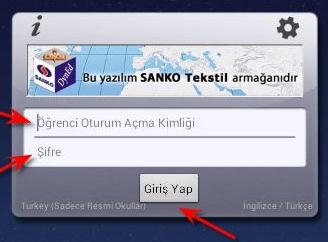 i
SANKO DynEd
Bu yazılım SANKO Tekstil armağanıdır
Öğrenci Oturum Açma Kimliği
Şifre
Giriş Yap
Turkey (Sadece Resmi Okullar) İngilizce / Türkçe